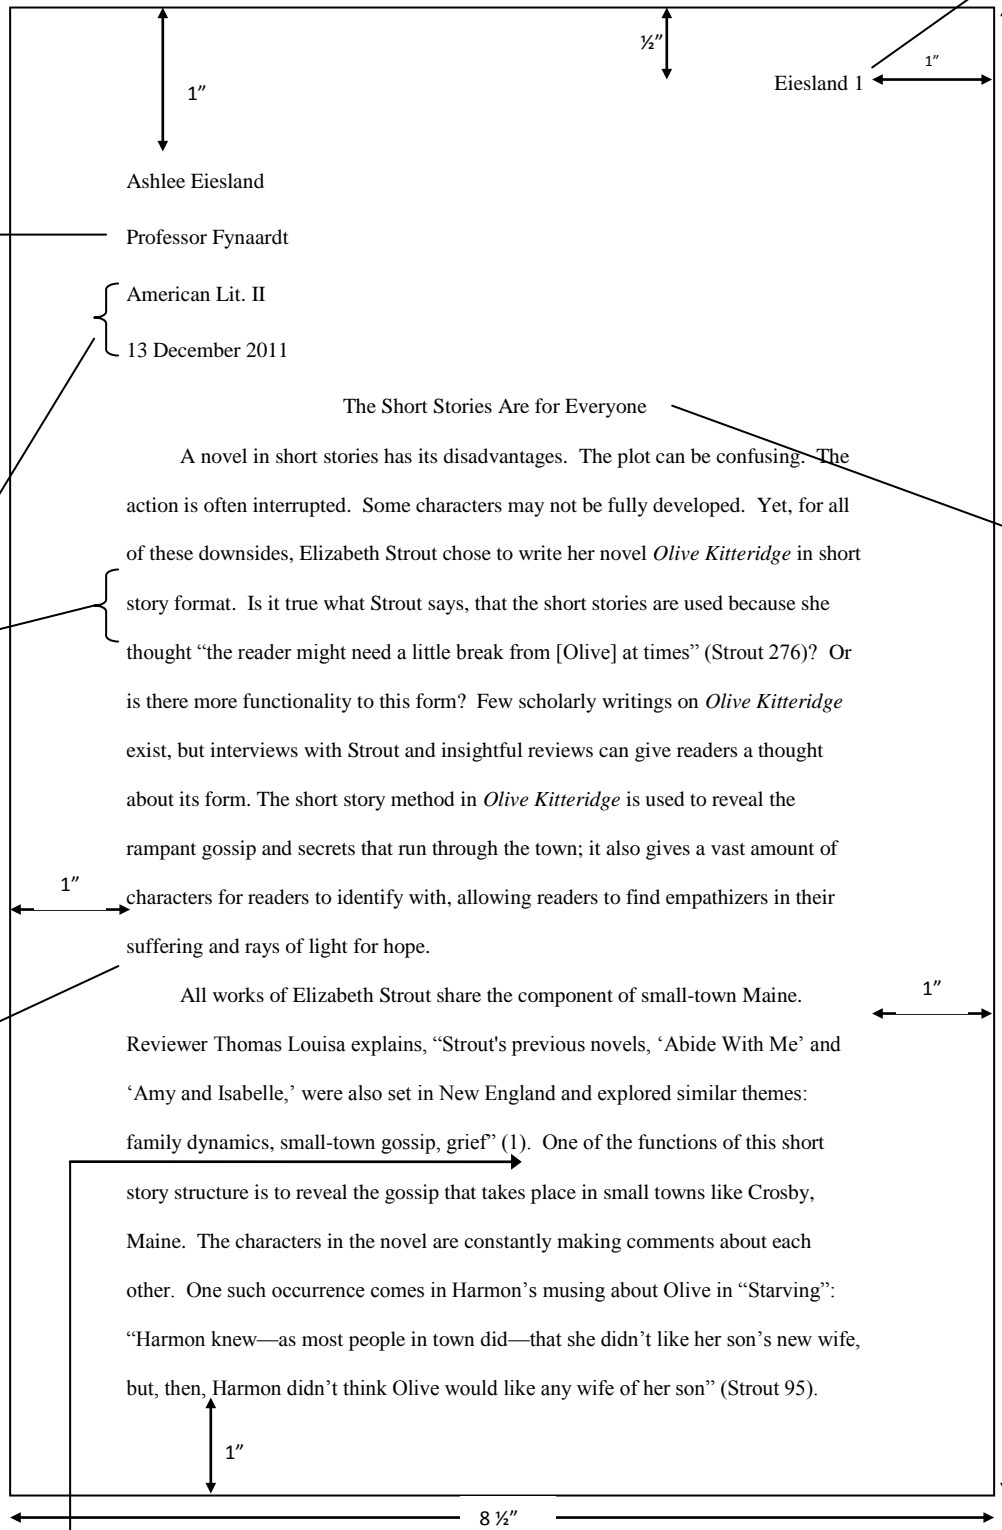 ½”
1”
Eiesland 1
1”
Ashlee Eiesland
Professor Fynaardt
American Lit. II
13 December 2011
The Short Stories Are for Everyone
A novel in short stories has its disadvantages.  The plot can be confusing.  The
action is often interrupted.  Some characters may not be fully developed.  Yet, for all
of these downsides, Elizabeth Strout chose to write her novel Olive Kitteridge in short
story format.  Is it true what Strout says, that the short stories are used because she
thought “the reader might need a little break from [Olive] at times” (Strout 276)?  Or
is there more functionality to this form?  Few scholarly writings on Olive Kitteridge
exist, but interviews with Strout and insightful reviews can give readers a thought
about its form. The short story method in Olive Kitteridge is used to reveal the
rampant gossip and secrets that run through the town; it also gives a vast amount of
1”
characters for readers to identify with, allowing readers to find empathizers in their
suffering and rays of light for hope.
1”
All works of Elizabeth Strout share the component of small-town Maine.
Reviewer Thomas Louisa explains, “Strout's previous novels, ‘Abide With Me’ and
‘Amy and Isabelle,’ were also set in New England and explored similar themes:
family dynamics, small-town gossip, grief” (1).  One of the functions of this short
story structure is to reveal the gossip that takes place in small towns like Crosby,
Maine.  The characters in the novel are constantly making comments about each
other.  One such occurrence comes in Harmon’s musing about Olive in “Starving”:
“Harmon knew—as most people in town did—that she didn’t like her son’s new wife,
but, then, Harmon didn’t think Olive would like any wife of her son” (Strout 95).
1”
8 ½”